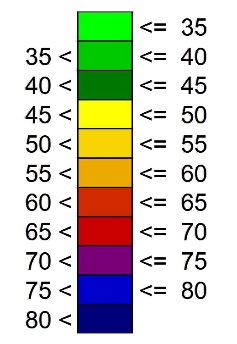 <= 35
35 < <= 40
40 < <= 45
45 < <= 50
50 < <= 55
55 < <= 60
60 < <= 65
65 < <= 70
70 < <= 75
75 < <= 80
80 <